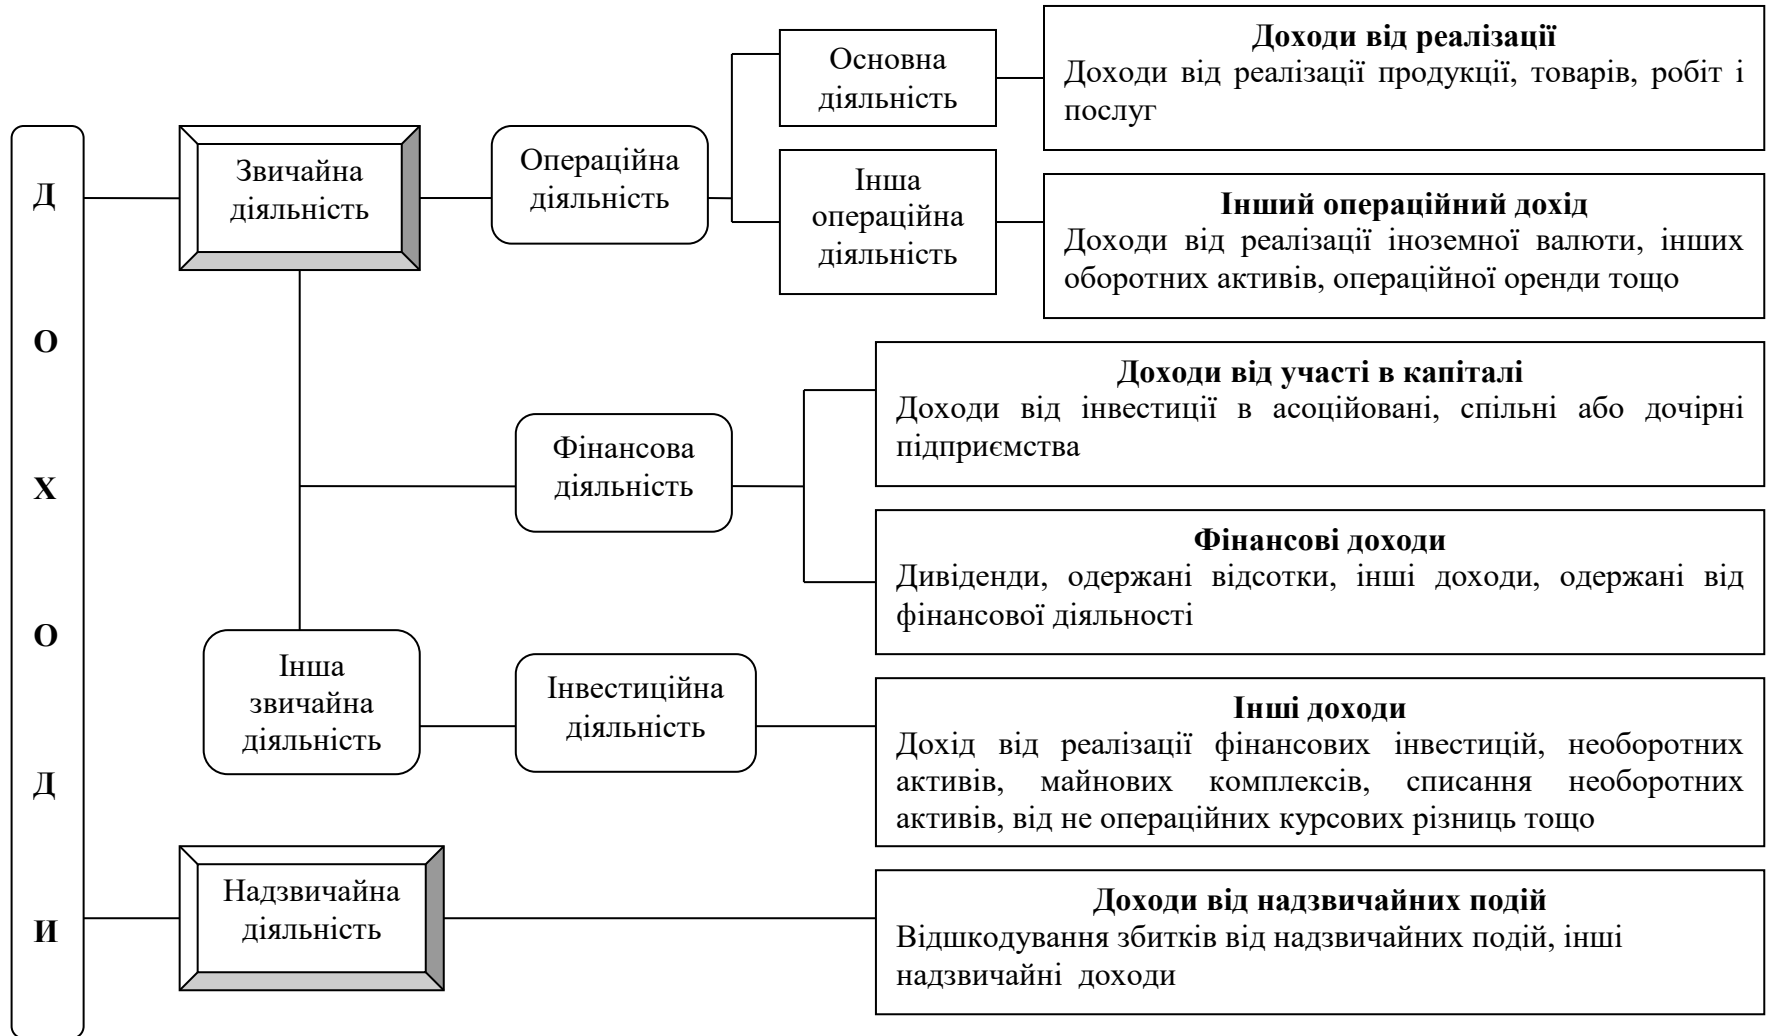 Д
О
Х
О
Д
И
Звичайна
діяльність
Операційна
діяльність
Основна
діяльність
Доходи від реалізації
Доходи від реалізації продукції, товарів, робіт і
послуг
Інша
операційна
діяльність
Інший операційний дохід
Доходи від реалізації іноземної валюти, інших
оборотних активів, операційної оренди тощо
Фінансова
діяльність
Доходи від участі в капіталі
Доходи від інвестиції в асоційовані, спільні або дочірні
підприємства
Фінансові доходи
Дивіденди, одержані відсотки, інші доходи, одержані від
фінансової діяльності
Інша
звичайна
діяльність
Інвестиційна
діяльність
Інші доходи
Дохід від реалізації фінансових інвестицій, необоротних
активів, майнових комплексів, списання необоротних
активів, від не операційних курсових різниць тощо
Надзвичайна
діяльність
Доходи від надзвичайних подій
Відшкодування збитків від надзвичайних подій, інші
надзвичайні доходи